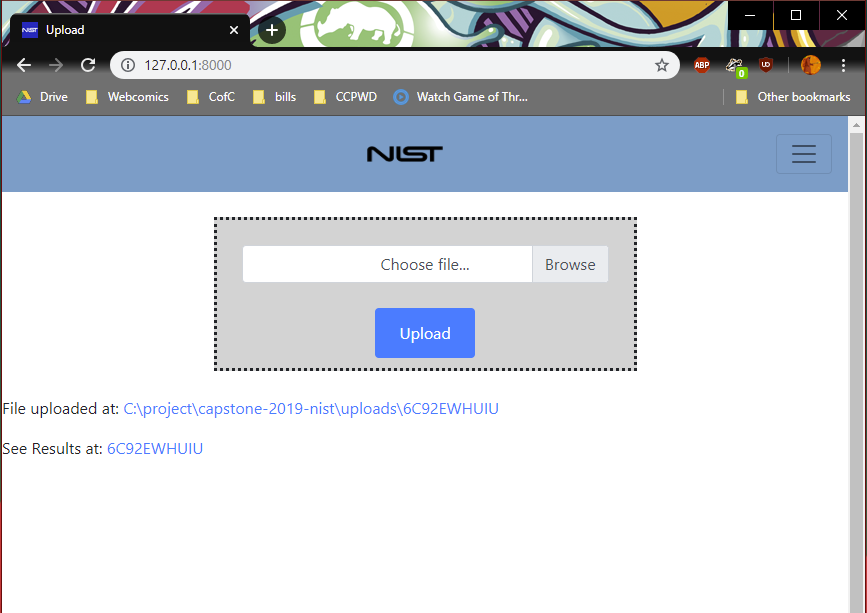 NIST Upload
127.0.0.1:8000
ABP 0 UD
Drive Webcomics CofC bills CCPWD Watch Game of Thr... Other bookmarks
NIST
Choose file... Browse
Upload
File uploaded at: C:\project\capstone-2019-nist\uploads\6C92EWHUIU
See Results at: 6C92EWHUIU